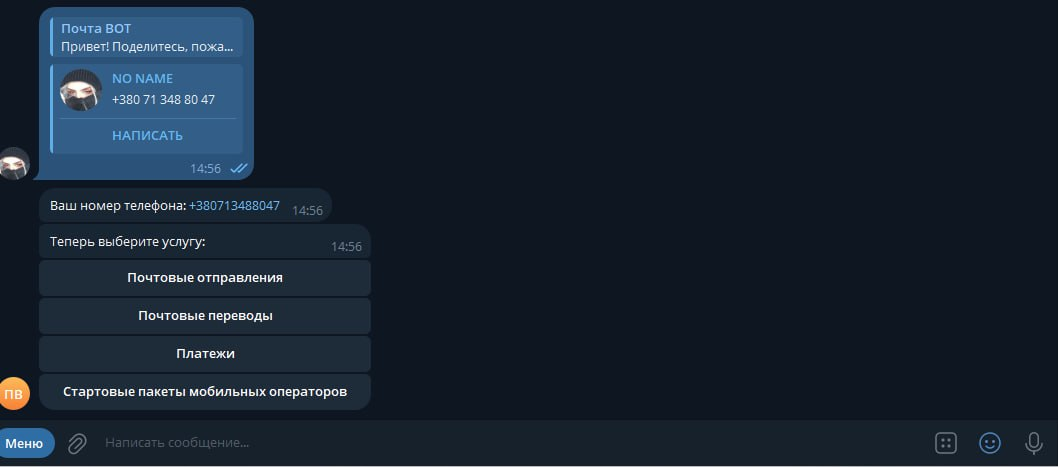 Почта BOT
Привет! Поделитесь, пожа...
NO NAME
+380 71 348 80 47
НАПИСАТЬ
14:56
Ваш номер телефона: +380713488047 14:56
Теперь выберите услугу: 14:56
Почтовые отправления
Почтовые переводы
Платежи
Стартовые пакеты мобильных операторов
ПВ
Меню
Написать сообщение...